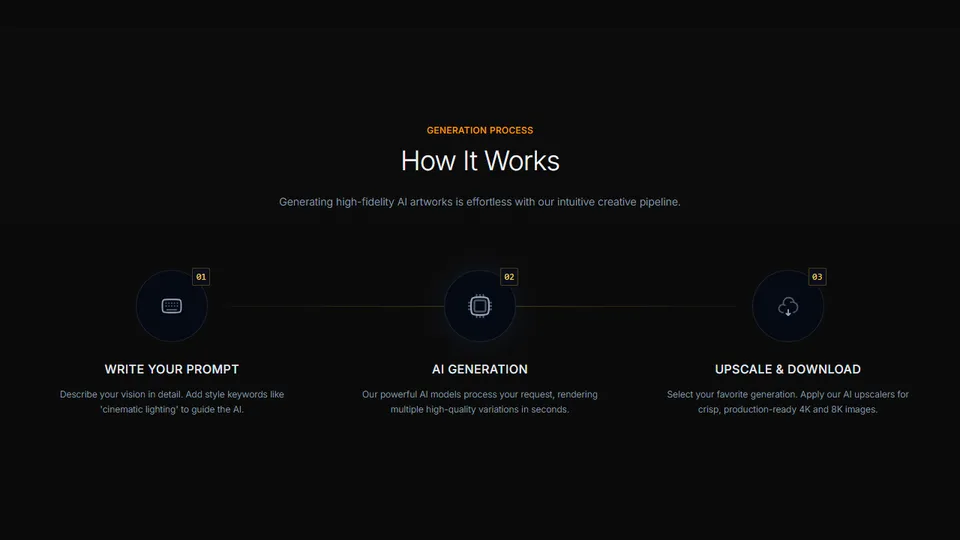 GENERATION PROCESS
How It Works
Generating high-fidelity AI artworks is effortless with our intuitive creative pipeline.
01
WRITE YOUR PROMPT
Describe your vision in detail. Add style keywords like
'cinematic lighting' to guide the AI.
02
AI GENERATION
Our powerful AI models process your request, rendering
multiple high-quality variations in seconds.
03
UPSCALE & DOWNLOAD
Select your favorite generation. Apply our AI upscalers for
crisp, production-ready 4K and 8K images.